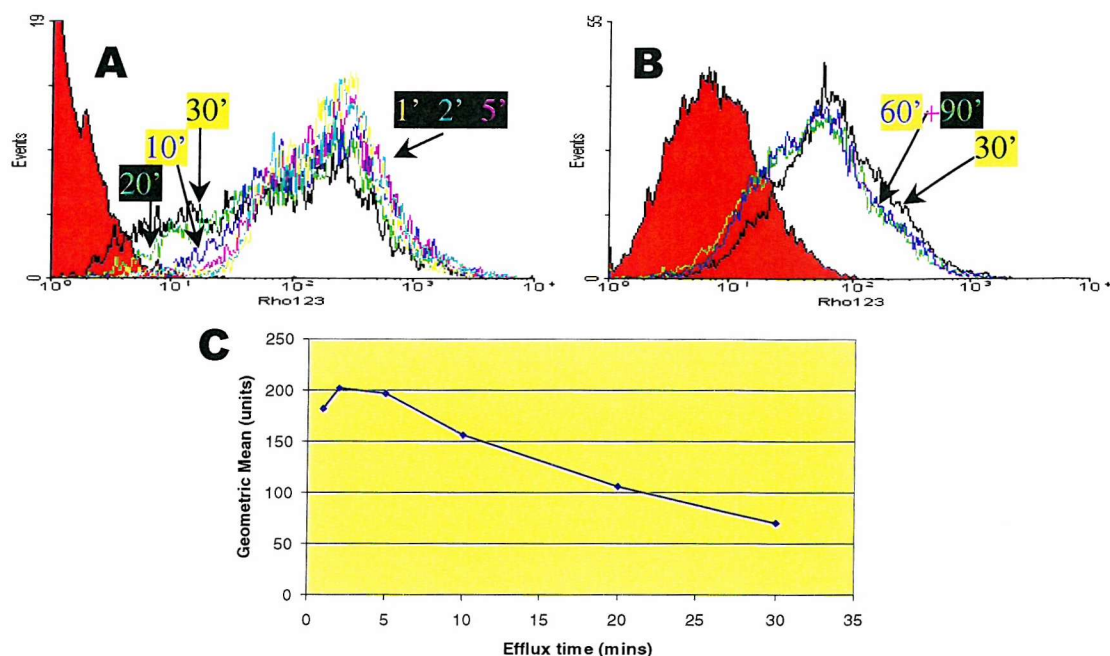 A
19
Events
0
10⁰ 10¹ 10² 10³ 10⁴
Rho123
20'
10'
30'
1' 2' 5'
B
55
Events
0
10⁰ 10¹ 10² 10³ 10⁴
Rho123
60' + 90'
30'
C
Geometric Mean (units)
250
200
150
100
50
0
0 5 10 15 20 25 30 35
Efflux time (mins)